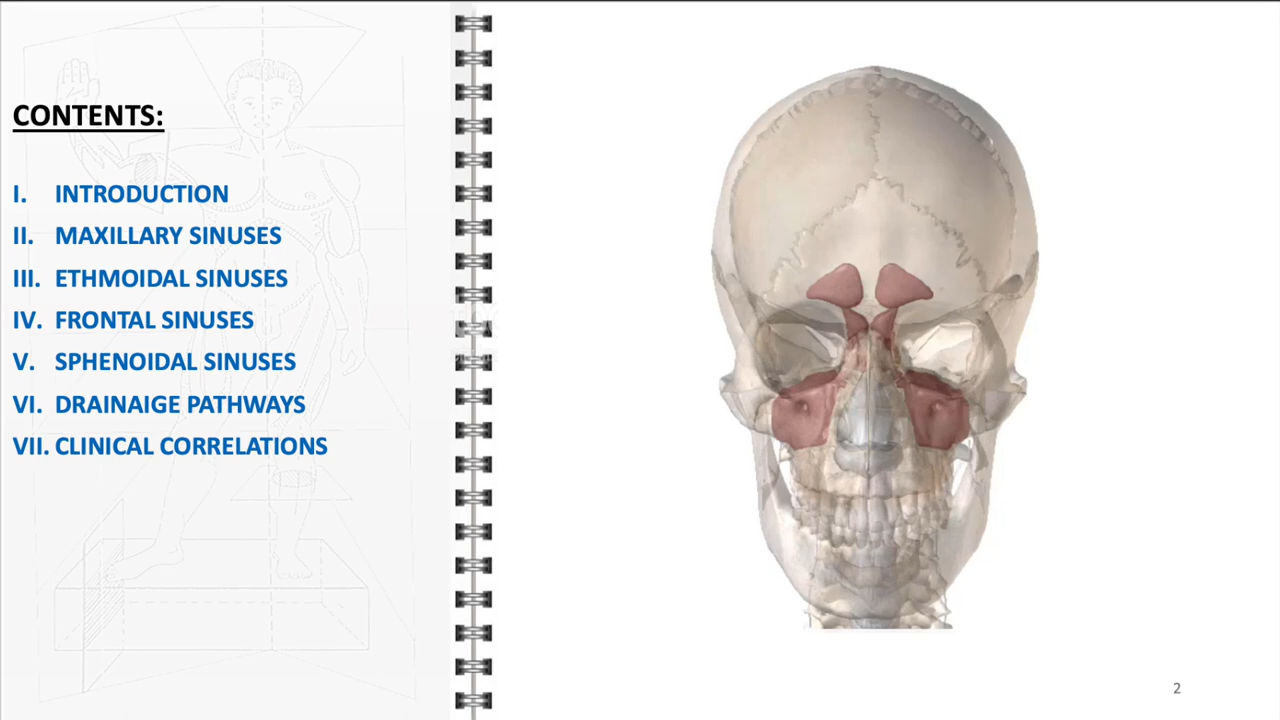 CONTENTS:
I. INTRODUCTION
II. MAXILLARY SINUSES
III. ETHMOIDAL SINUSES
IV. FRONTAL SINUSES
V. SPHENOIDAL SINUSES
VI. DRAINAIGE PATHWAYS
VII. CLINICAL CORRELATIONS
2